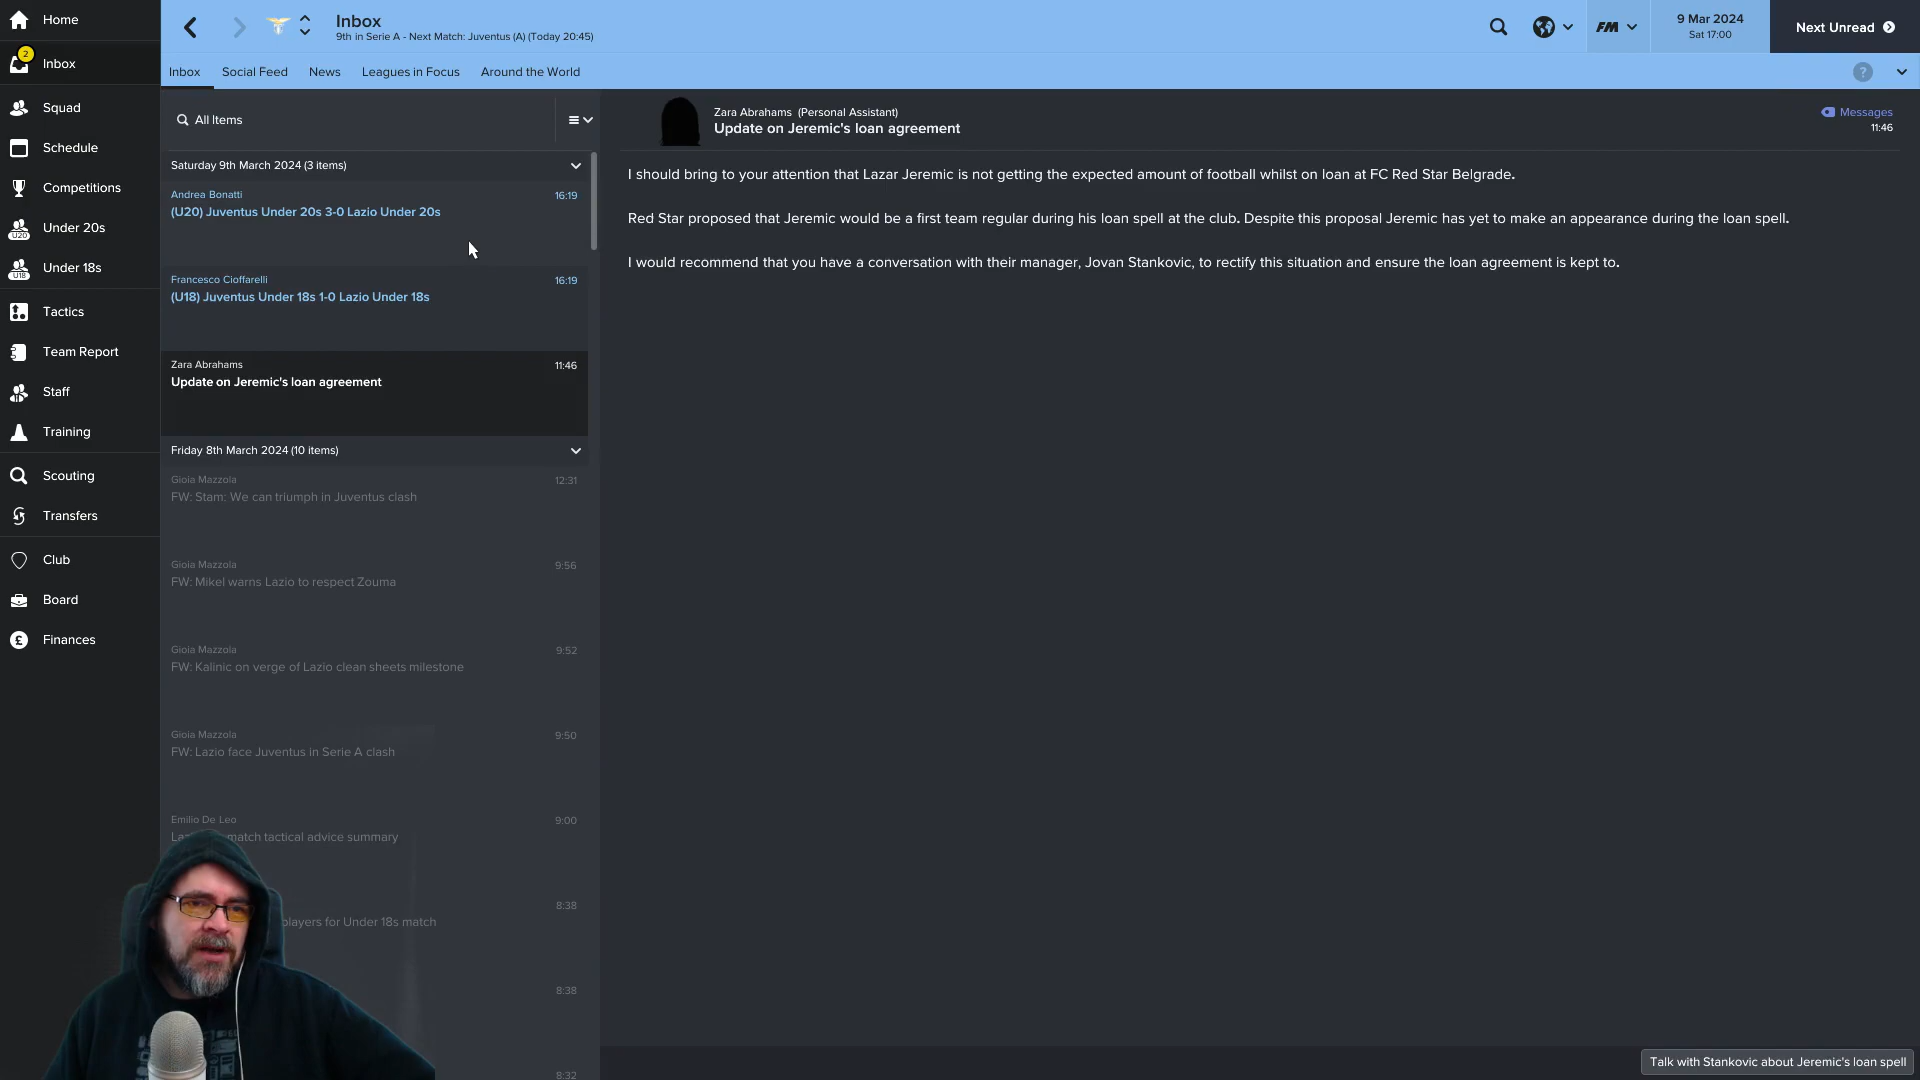 Home
2
Inbox
Squad
Schedule
Competitions
U20
Under 20s
U18
Under 18s
Tactics
Team Report
Staff
Training
Scouting
Transfers
Club
Board
£
Finances
Inbox
9th in Serie A - Next Match: Juventus (A) (Today 20:45)
FM
9 Mar 2024
Sat 17:00
Next Unread
Inbox
Social Feed
News
Leagues in Focus
Around the World
?
All Items
Saturday 9th March 2024 (3 items)
Andrea Bonatti 16:19
(U20) Juventus Under 20s 3-0 Lazio Under 20s
Francesco Cioffarelli 16:19
(U18) Juventus Under 18s 1-0 Lazio Under 18s
Zara Abrahams 11:46
Update on Jeremic's loan agreement
Friday 8th March 2024 (10 items)
Gioia Mazzola 12:31
FW: Stam: We can triumph in Juventus clash
Gioia Mazzola 9:56
FW: Mikel warns Lazio to respect Zouma
Gioia Mazzola 9:52
FW: Kalinic on verge of Lazio clean sheets milestone
Gioia Mazzola 9:50
FW: Lazio face Juventus in Serie A clash
Emilio De Leo 9:00
match tactical advice summary
8:38
players for Under 18s match
8:38
8:32
Zara Abrahams (Personal Assistant)
Update on Jeremic's loan agreement
Messages
11:46
I should bring to your attention that Lazar Jeremic is not getting the expected amount of football whilst on loan at FC Red Star Belgrade.
Red Star proposed that Jeremic would be a first team regular during his loan spell at the club. Despite this proposal Jeremic has yet to make an appearance during the loan spell.
I would recommend that you have a conversation with their manager, Jovan Stankovic, to rectify this situation and ensure the loan agreement is kept to.
Talk with Stankovic about Jeremic's loan spell